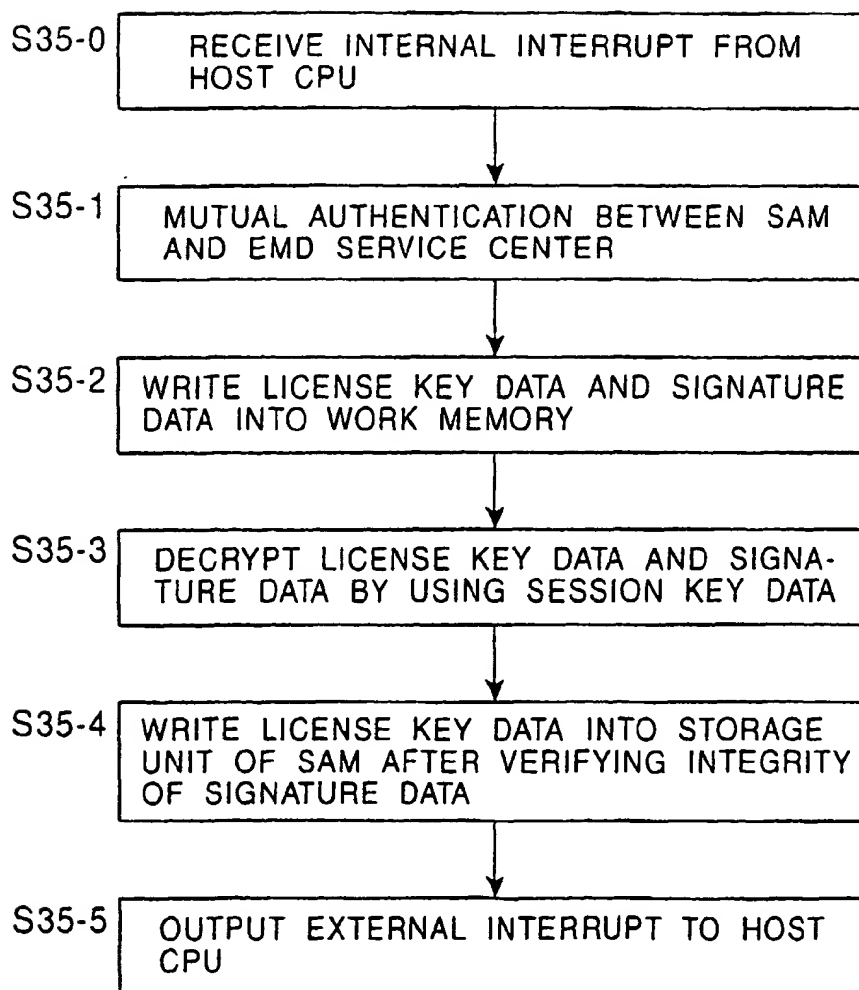 S35-0
RECEIVE INTERNAL INTERRUPT FROM
HOST CPU
S35-1
MUTUAL AUTHENTICATION BETWEEN SAM
AND EMD SERVICE CENTER
S35-2
WRITE LICENSE KEY DATA AND SIGNATURE
DATA INTO WORK MEMORY
S35-3
DECRYPT LICENSE KEY DATA AND SIGNA-
TURE DATA BY USING SESSION KEY DATA
S35-4
WRITE LICENSE KEY DATA INTO STORAGE
UNIT OF SAM AFTER VERIFYING INTEGRITY
OF SIGNATURE DATA
S35-5
OUTPUT EXTERNAL INTERRUPT TO HOST
CPU